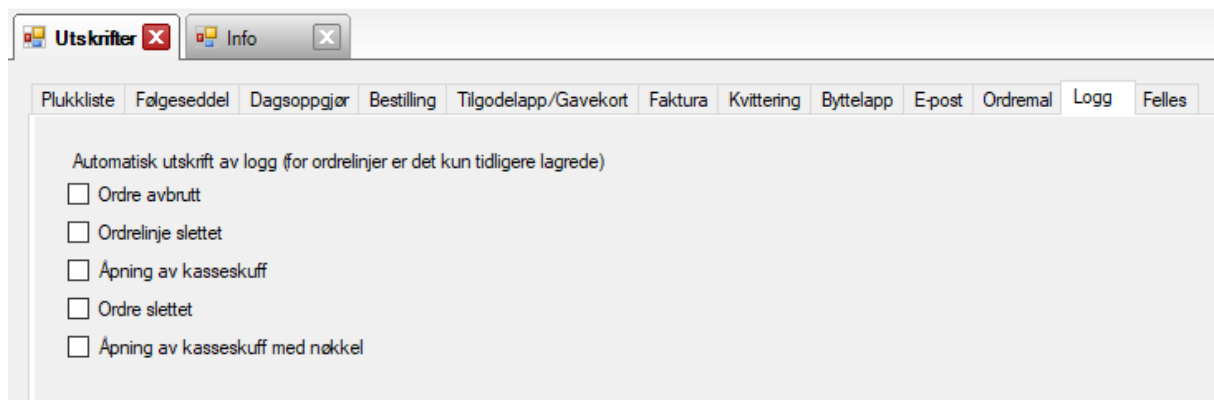 Utskrifter Info
Plukkliste Følgeseddel Dagsoppgjør Bestilling Tilgodelapp/Gavekort Faktura Kvittering Byttelapp E-post Ordremal Logg Felles
Automatisk utskrift av logg (for ordrelinjer er det kun tidligere lagrede)
Ordre avbrutt
Ordrelinje slettet
Åpning av kasseskuff
Ordre slettet
Åpning av kasseskuff med nøkkel